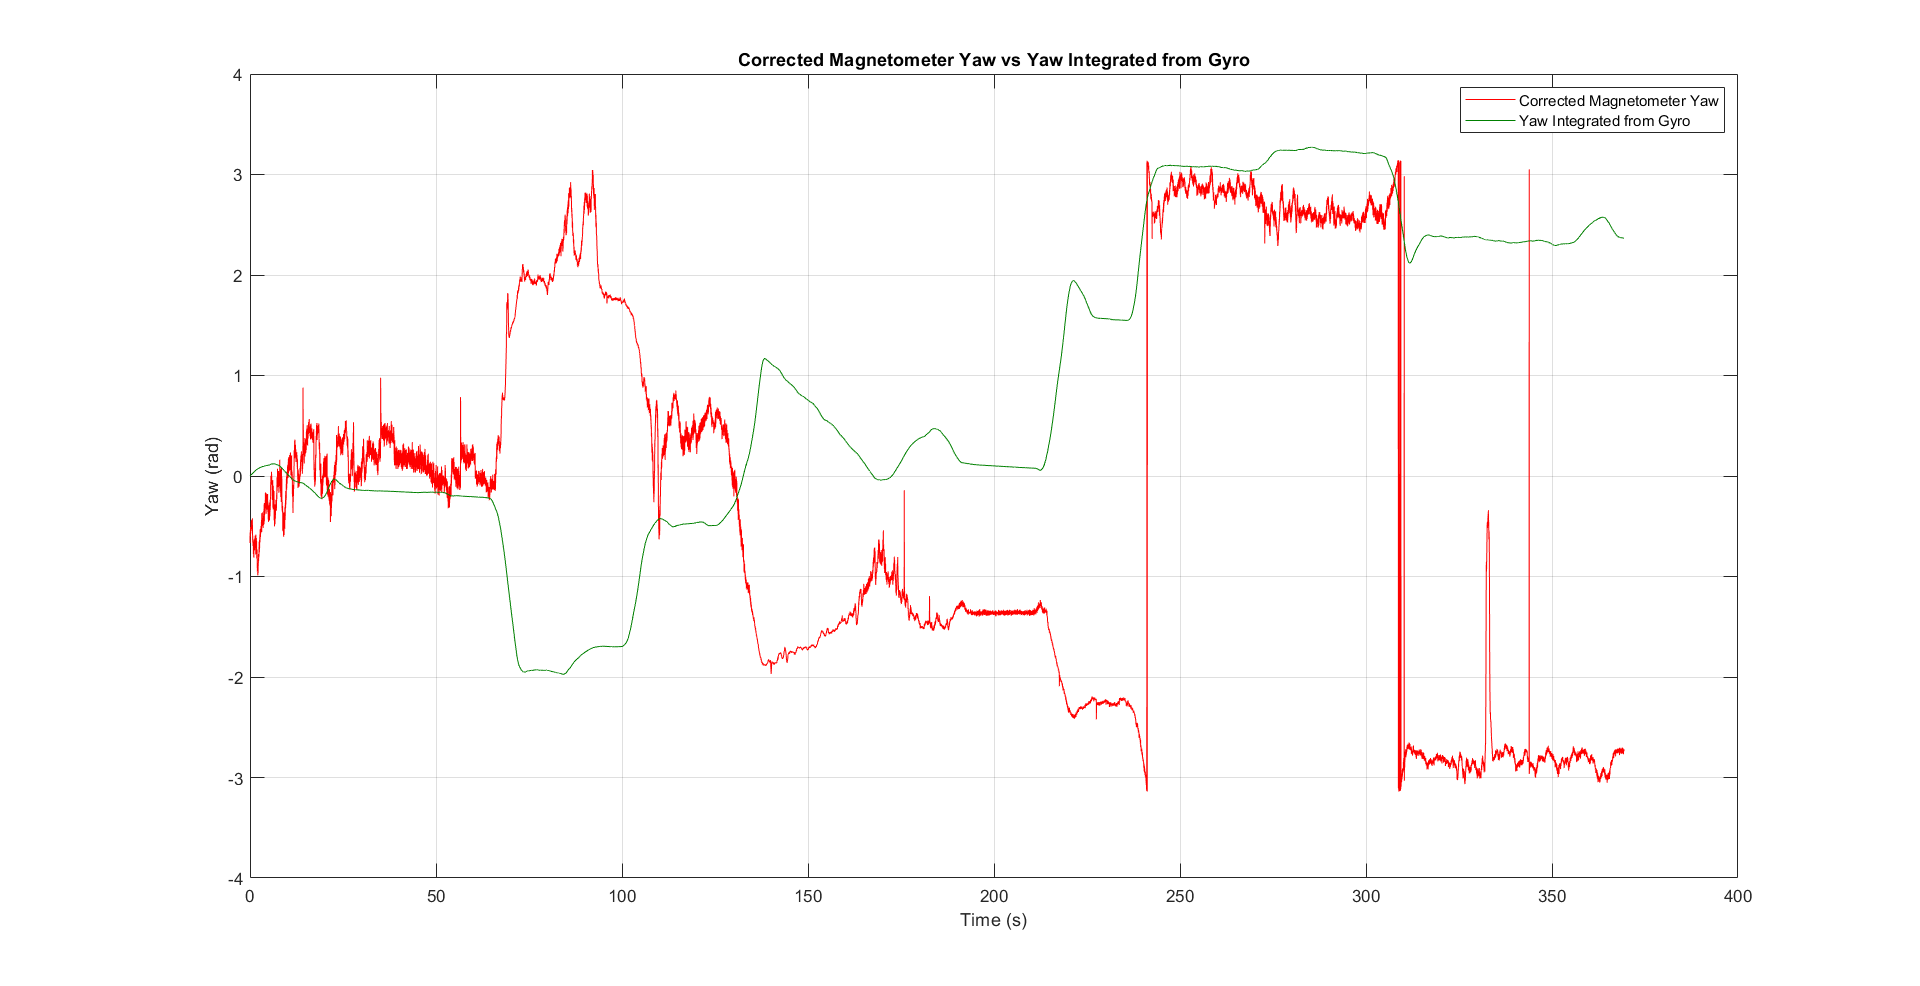 Corrected Magnetometer Yaw vs Yaw Integrated from Gyro
Corrected Magnetometer Yaw
Yaw Integrated from Gyro
4
3
2
1
0
-1
-2
-3
-4
Yaw (rad)
0 50 100 150 200 250 300 350 400
Time (s)